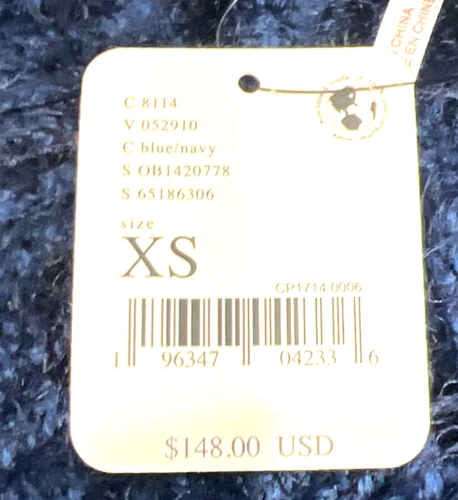 CHINA
EN CHINE
C 8114
V 052910
C blue/navy
S OB1420778
S 65186306
size
XS
CP1714 0006
1 96347 04233 6
$148.00 USD